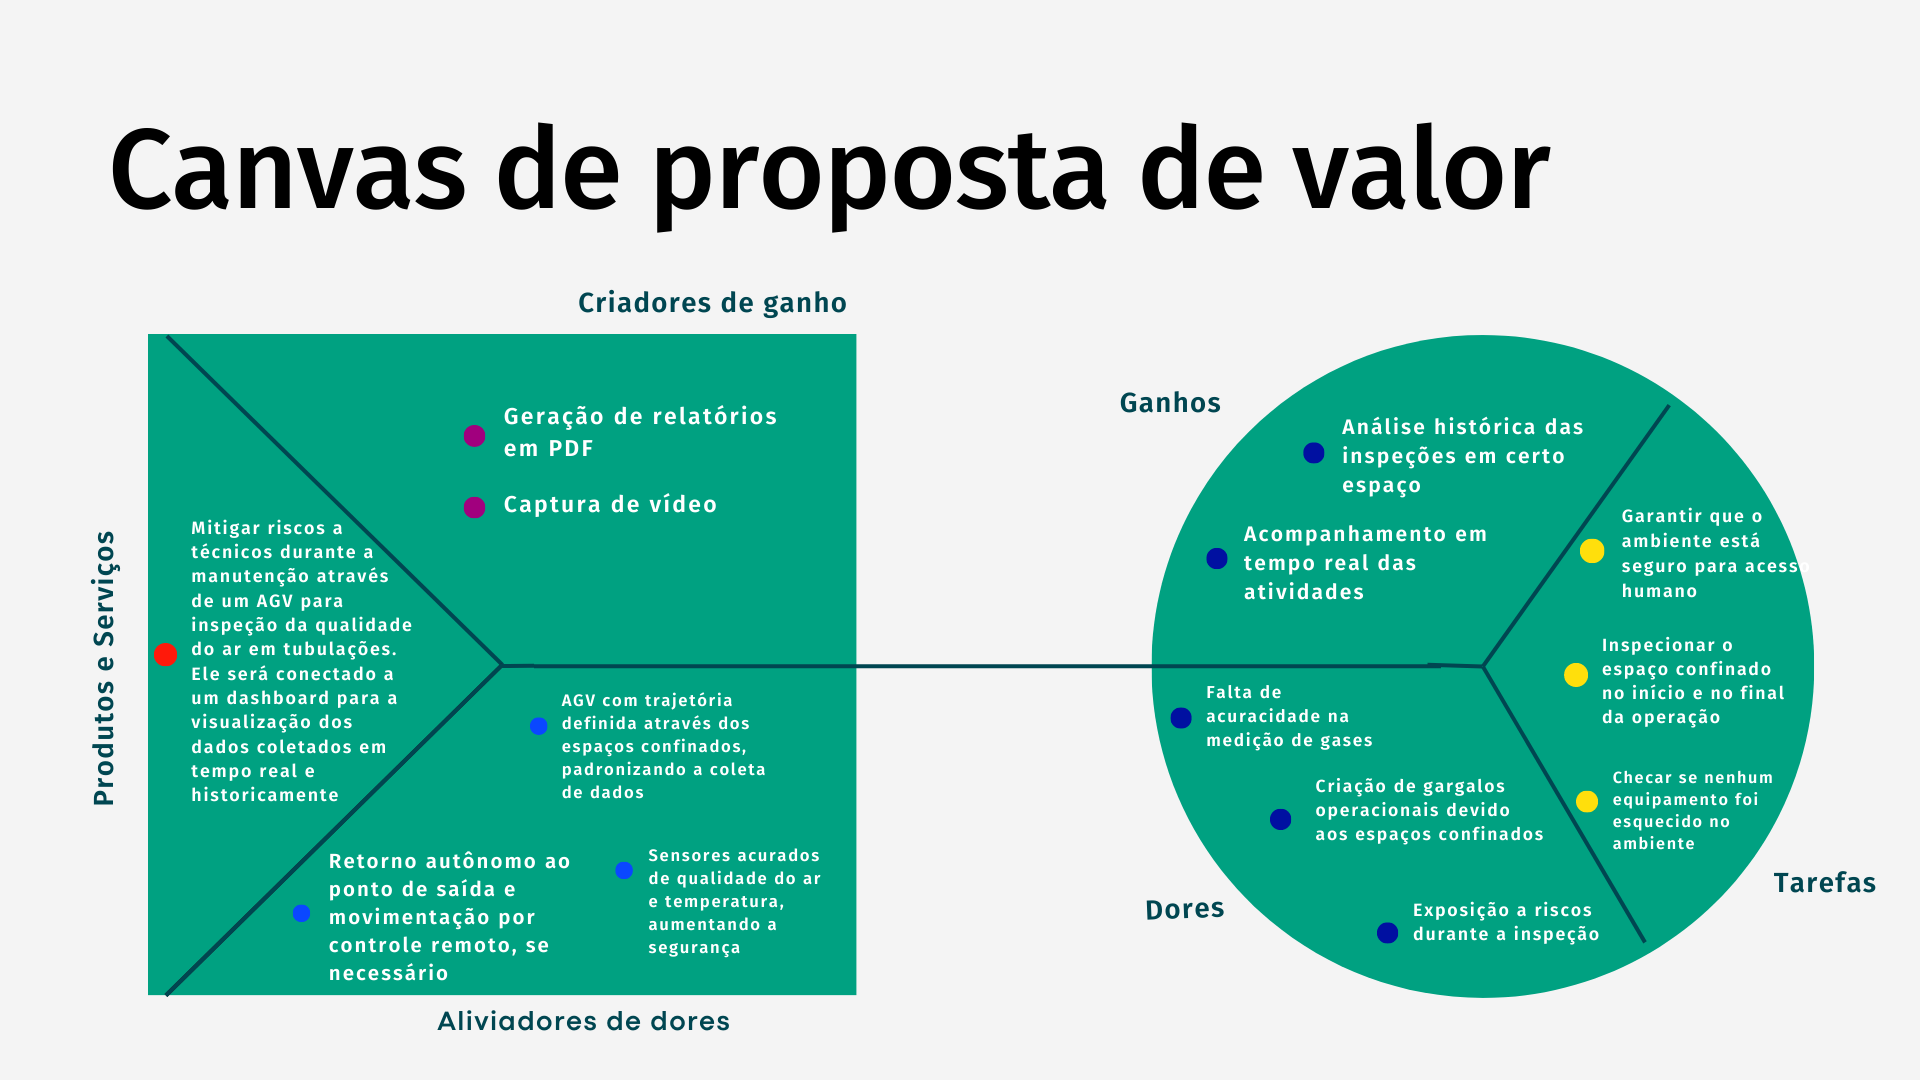 Canvas de proposta de valor
Criadores de ganho
Geração de relatórios
em PDF
Captura de vídeo
Produtos e Serviços
Mitigar riscos a
técnicos durante a
manutenção através
de um AGV para
inspeção da qualidade
do ar em tubulações.
Ele será conectado a
um dashboard para a
visualização dos
dados coletados em
tempo real e
historicamente
AGV com trajetória
definida através dos
espaços confinados,
padronizando a coleta
de dados
Retorno autônomo ao
ponto de saída e
movimentação por
controle remoto, se
necessário
Sensores acurados
de qualidade do ar
e temperatura,
aumentando a
segurança
Aliviadores de dores
Ganhos
Análise histórica das
inspeções em certo
espaço
Acompanhamento em
tempo real das
atividades
Garantir que o
ambiente está
seguro para acesso
humano
Inspecionar o
espaço confinado
no início e no final
da operação
Checar se nenhum
equipamento foi
esquecido no
ambiente
Tarefas
Falta de
acuracidade na
medição de gases
Criação de gargalos
operacionais devido
aos espaços confinados
Dores
Exposição a riscos
durante a inspeção